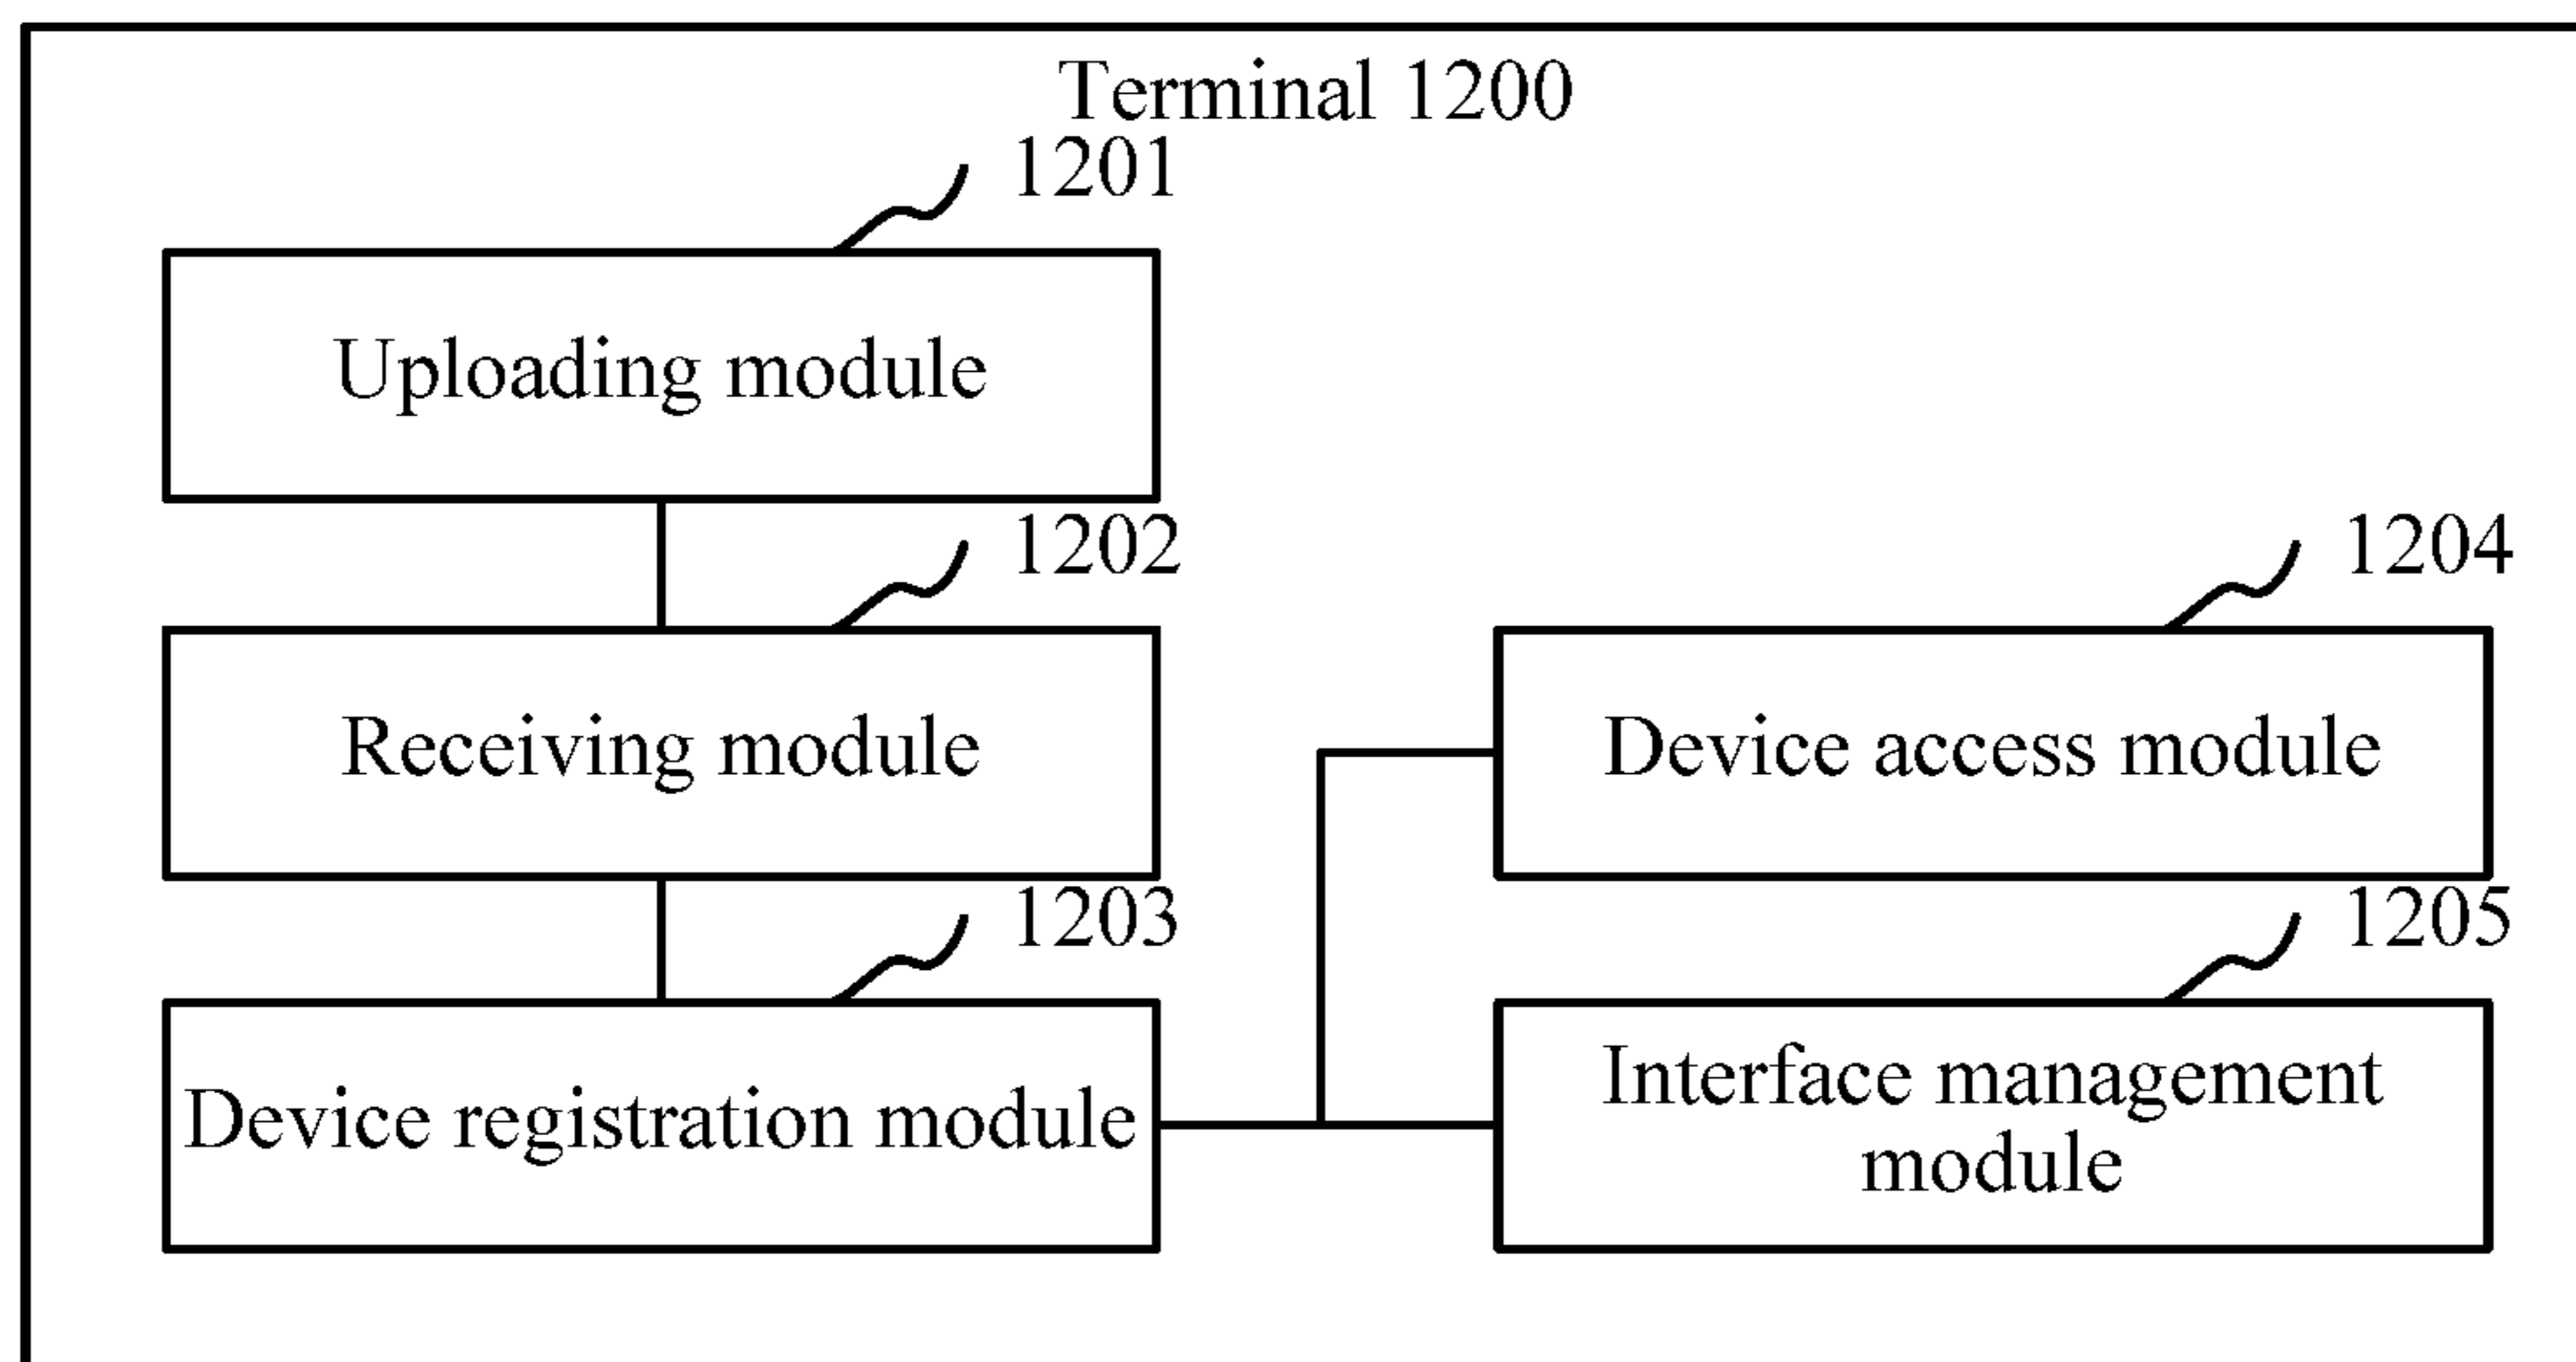 Terminal 1200
1201
Uploading module
1202
Receiving module
1203
Device registration module
1204
Device access module
1205
Interface management
module